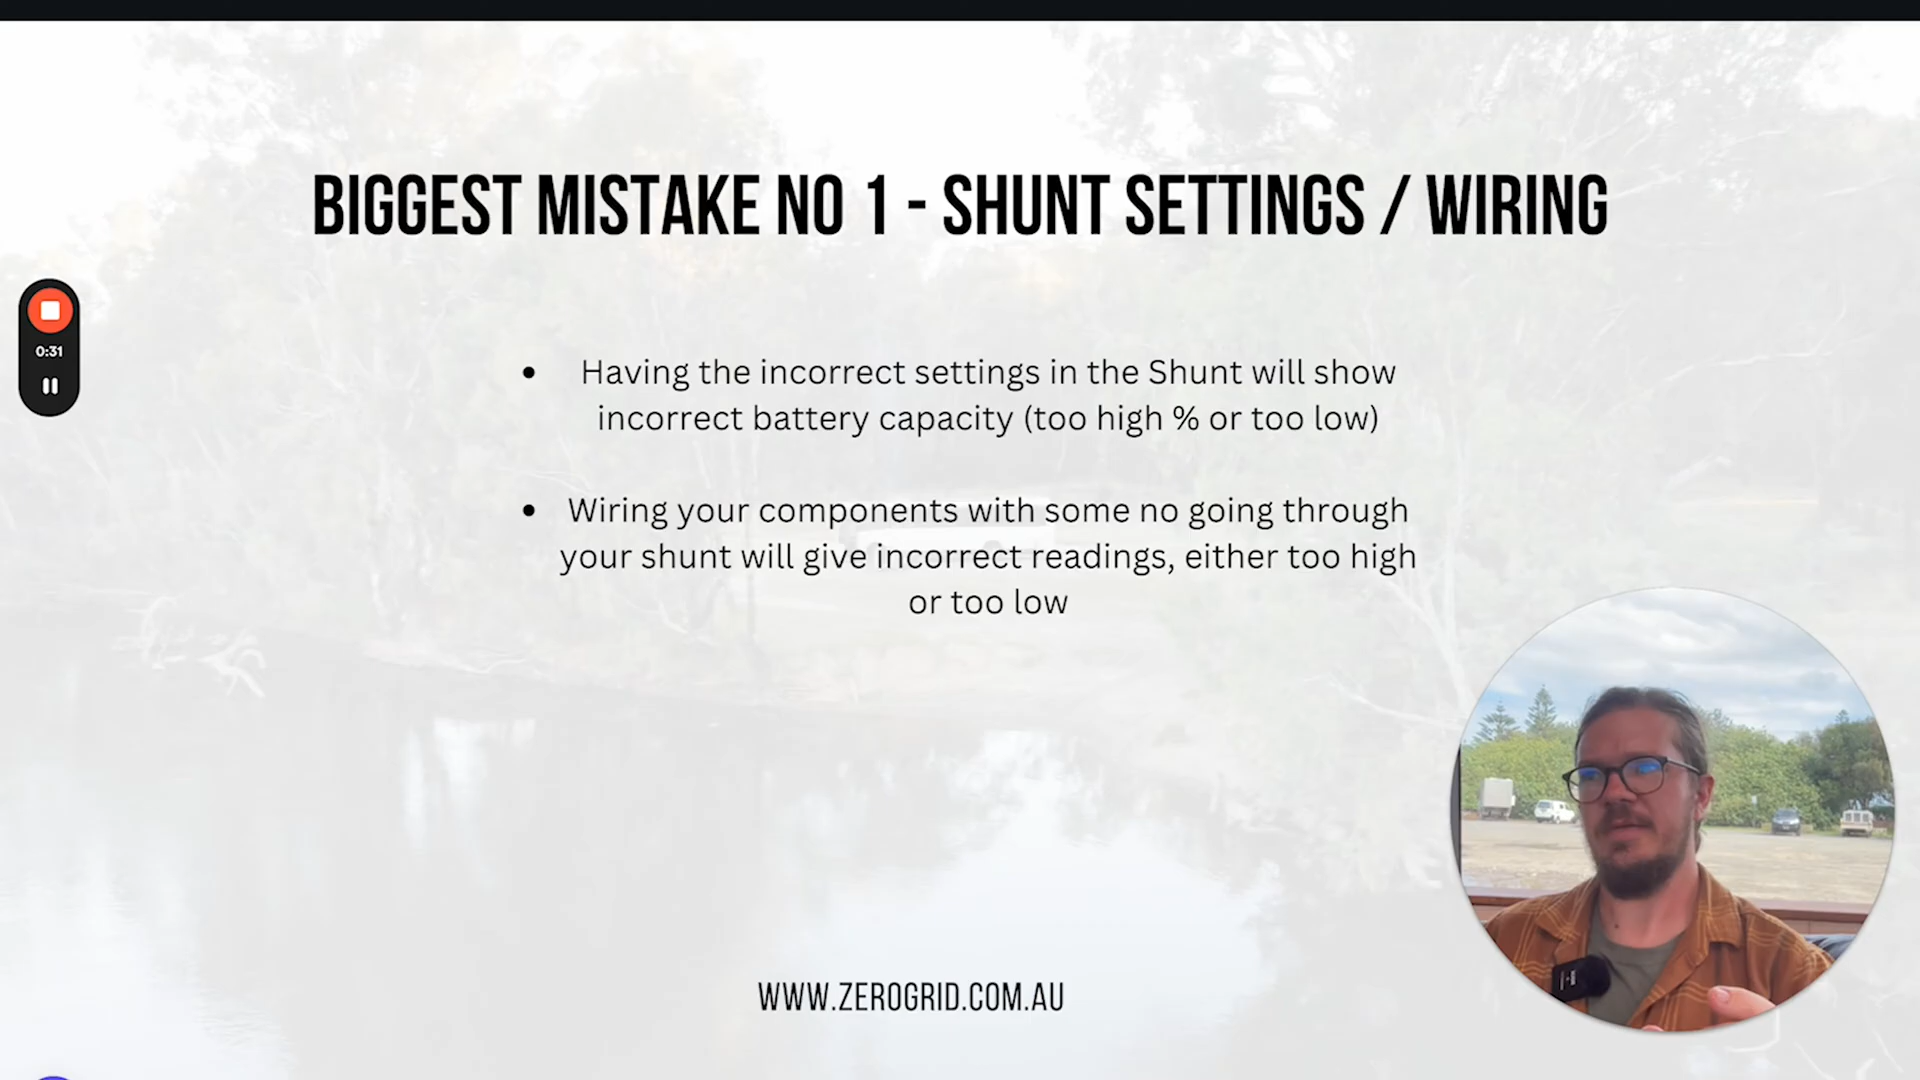 BIGGEST MISTAKE NO 1 - SHUNT SETTINGS / WIRING
0:31
Having the incorrect settings in the Shunt will show
incorrect battery capacity (too high % or too low)
Wiring your components with some no going through
your shunt will give incorrect readings, either too high
or too low
WWW.ZEROGRID.COM.AU